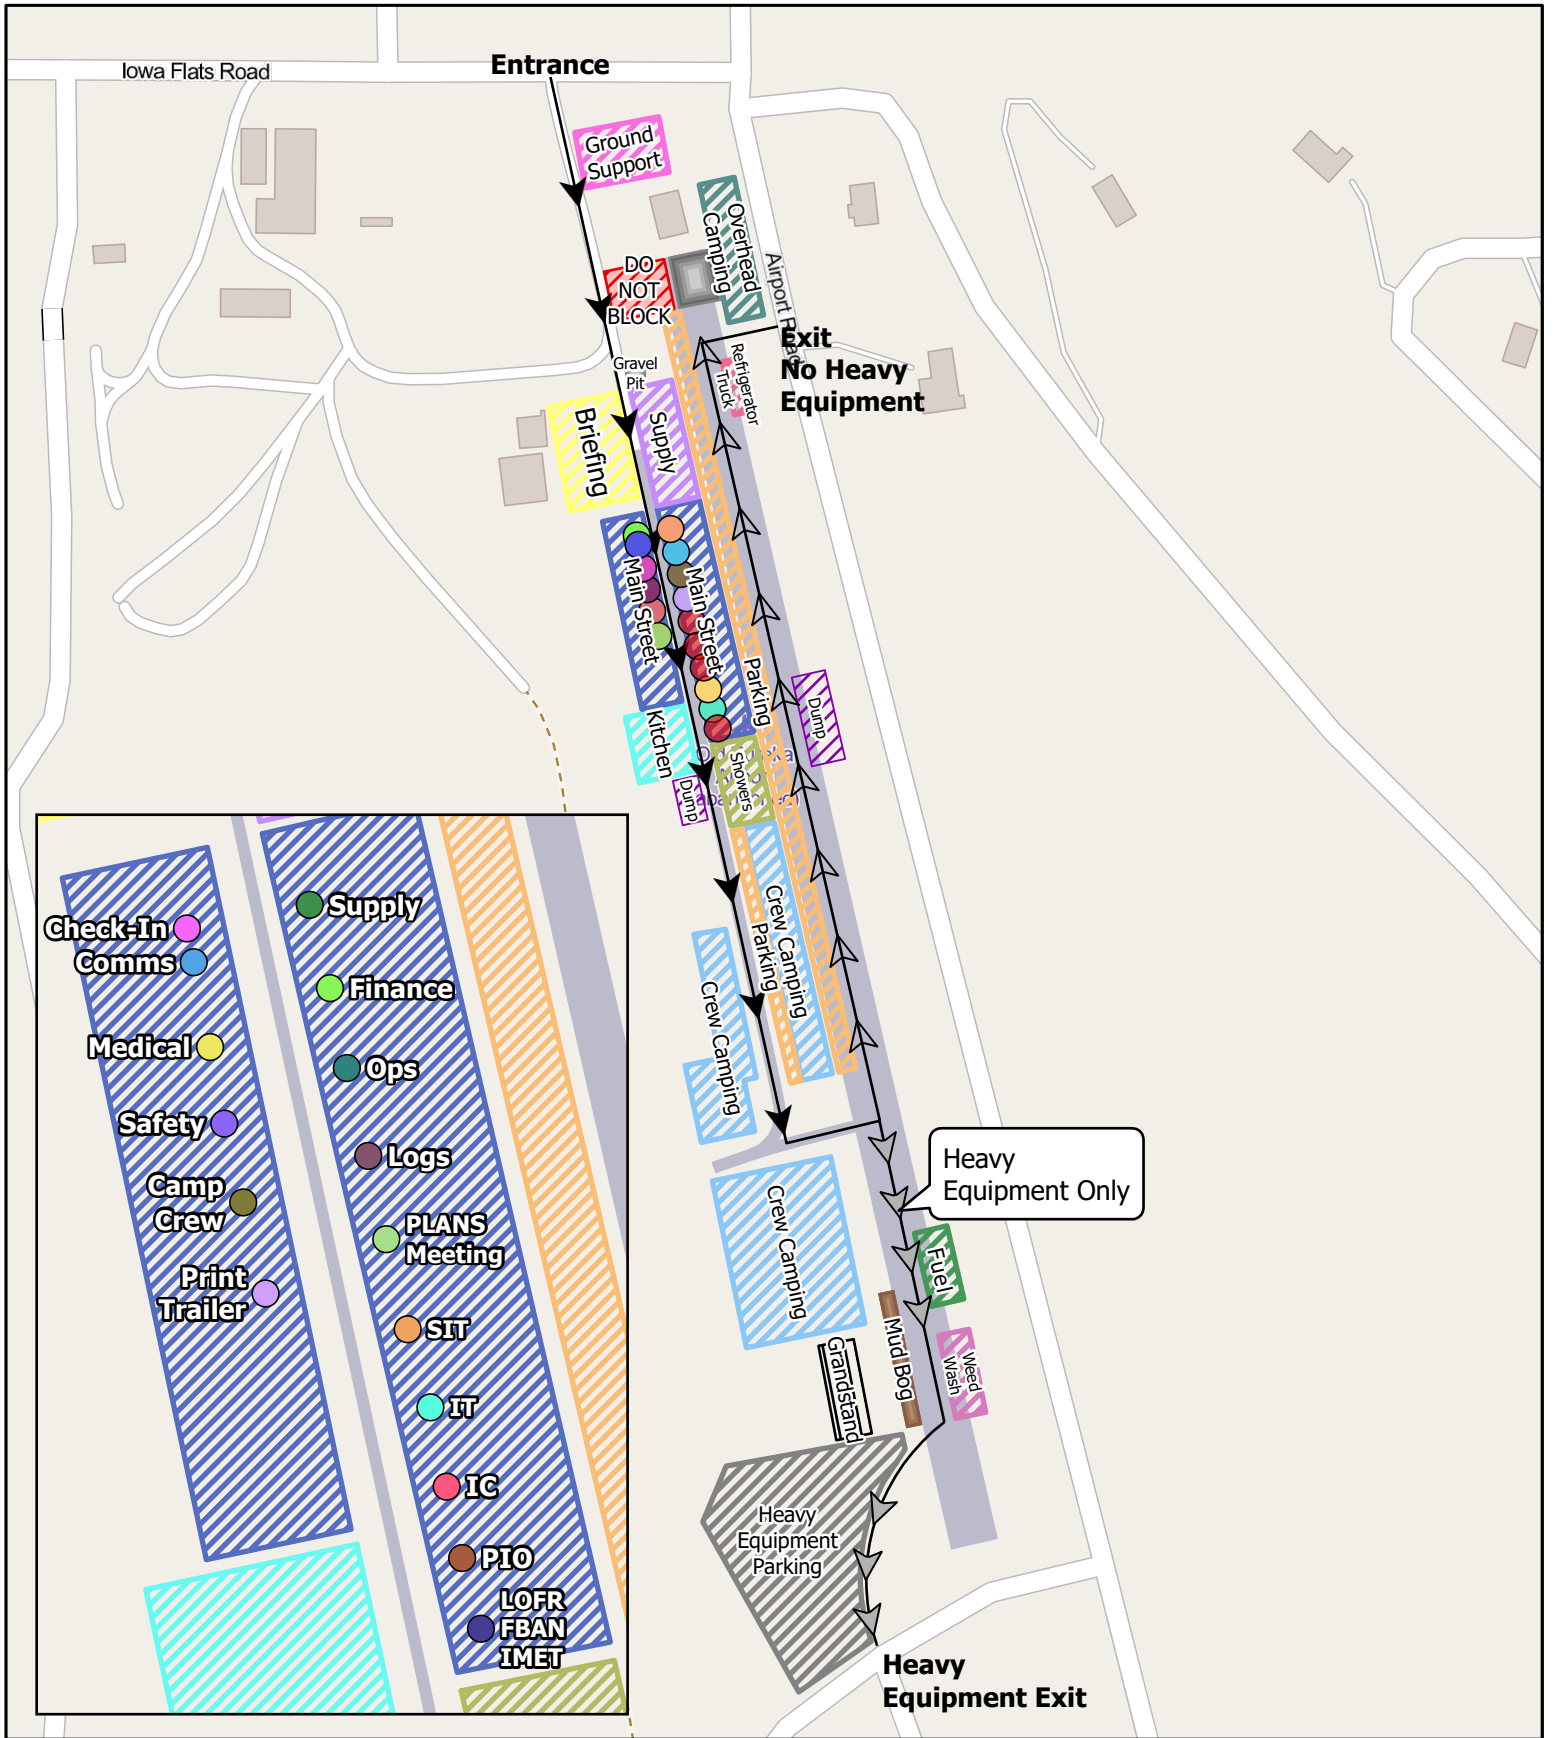 Iowa Flats Road
Entrance
Ground
Support
Overhead
Camping
DO
NOT
BLOCK
Airport Road
Exit
No Heavy
Equipment
Gravel
Pit
Refrigerator
Truck
Briefing
Supply
Main Street
Main Street
Parking
Dump
Kitchen
Showers
Dump
Crew Camping
Parking
Crew Camping
Heavy
Equipment Only
Crew Camping
Fuel
Mud Bog
Weed
Wash
Grandstand
Heavy
Equipment
Parking
Heavy
Equipment Exit
Check-In
Comms
Medical
Safety
Camp
Crew
Print
Trailer
Supply
Finance
Ops
Logs
PLANS
Meeting
SIT
IT
IC
PIO
LOFR
FBAN
IMET